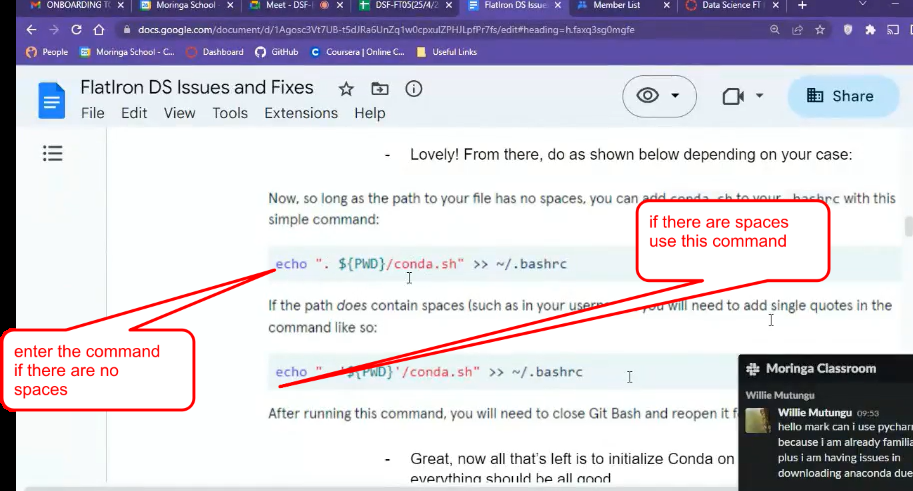 ONBOARDING TO
Moringa School -
Meet - DSF-
DSF-FT05(25/4/2
FlatIron DS Issues
Member List
Data Science FT
docs.google.com/document/d/1Agosc3Vt7UB-t5dJRa6UnZq1w0cpxulZPHJLpfPr7fs/edit#heading=h.faxq3sg0mgfe
People
Moringa School - C...
Dashboard
GitHub
Coursera | Online C...
Useful Links
FlatIron DS Issues and Fixes
File Edit View Tools Extensions Help
Share
- Lovely! From there, do as shown below depending on your case:
Now, so long as the path to your file has no spaces, you can add conda.sh to your .bashrc with this
simple command:
if there are spaces
use this command
echo ". ${PWD}/conda.sh" >> ~/.bashrc
If the path does contain spaces (such as in your username you will need to add single quotes in the
command like so:
enter the command
if there are no
spaces
echo ". '${PWD}'/conda.sh" >> ~/.bashrc
After running this command, you will need to close Git Bash and reopen it
- Great, now all that's left is to initialize Conda on
everything should be all good
Moringa Classroom
Willie Mutungu
Willie Mutungu 09:53
hello mark can i use pychar
because i am already familia
plus i am having issues in
downloading anaconda due